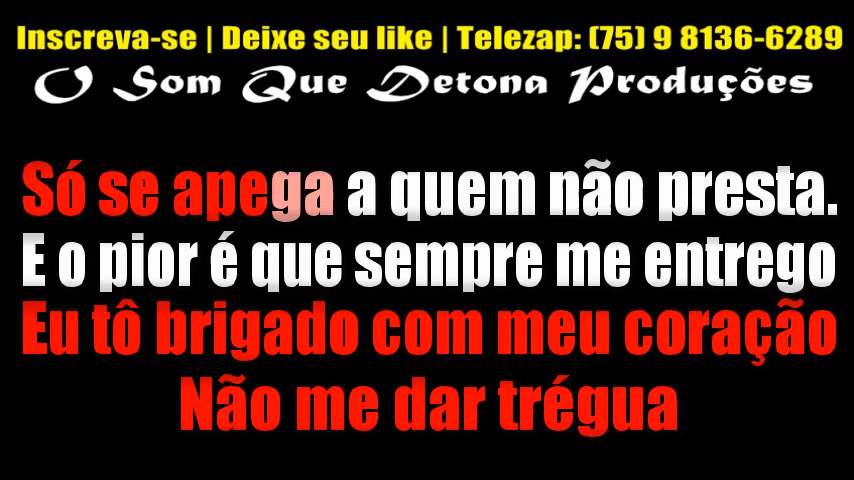 Inscreva-se | Deixe seu like | Telezap: (75) 9 8136-6289
O Som Que Detona Produções
Só se apega a quem não presta.
E o pior é que sempre me entrego
Eu tô brigado com meu coração
Não me dar trégua